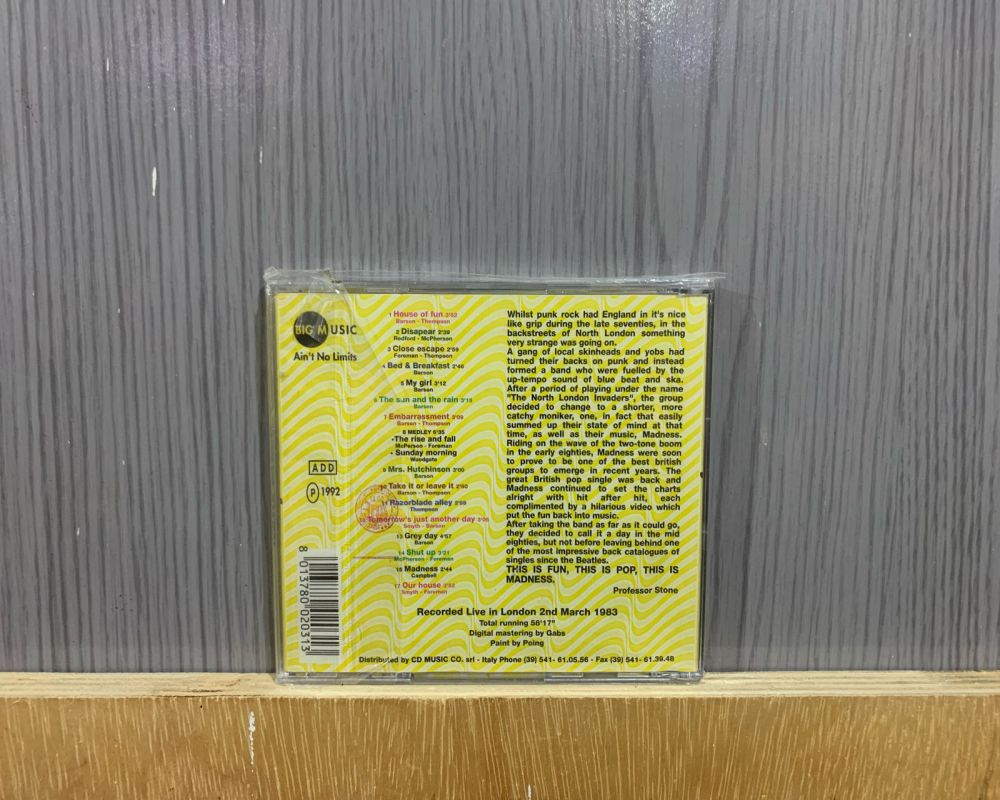 BIG MUSIC
Ain't No Limits
ADD
P 1992
8 013780 020313
1 House of fun 2'52
Barson - Thompson
2 Disapear 2'39
Redford - McPherson
3 Close escape 2'59
Foreman - Thompson
4 Bed & Breakfast 2'46
Barson
5 My girl 3'12
Barson
6 The sun and the rain 3'15
Barson
7 Embarrassment 3'09
Barson - Thompson
8 MEDLEY 5'35
•The rise and fall
McPerson - Foreman
• Sunday morning
Woodgate
9 Mrs. Hutchinson 3'00
Barson
10 Take it or leave it 2'50
Barson - Thompson
11 Razorblade alley 2'59
Thompson
Tomorrow's just another day 3'06
Smyth - Barson
13 Grey day 4'57
Barson
14 Shut up 3'21
McPherson - Foreman
15 Madness 2'44
Campbell
17 Our house 3'52
Smyth - Foreman
Whilst punk rock had England in it's nice
like grip during the late seventies, in the
backstreets of North London something
very strange was going on.
A gang of local skinheads and yobs had
turned their backs on punk and instead
formed a band who were fuelled by the
up-tempo sound of blue beat and ska.
After a period of playing under the name
"The North London Invaders", the group
decided to change to a shorter, more
catchy moniker, one, in fact that easily
summed up their state of mind at that
time, as well as their music, Madness.
Riding on the wave of the two-tone boom
in the early eighties, Madness were soon
to prove to be one of the best british
groups to emerge in recent years. The
great British pop single was back and
Madness continued to set the charts
alright with hit after hit, each
complimented by a hilarious video which
put the fun back into music.
After taking the band as far as it could go,
they decided to call it a day in the mid
eighties, but not before leaving behind one
of the most impressive back catalogues of
singles since the Beatles.
THIS IS FUN, THIS IS POP, THIS IS
MADNESS.
Professor Stone
Recorded Live in London 2nd March 1983
Total running 58'17"
Digital mastering by Gabs
Paint by Poing
Distributed by CD MUSIC CO. srl - Italy Phone (39) 541- 61.05.56 - Fax (39) 541- 61.39.48